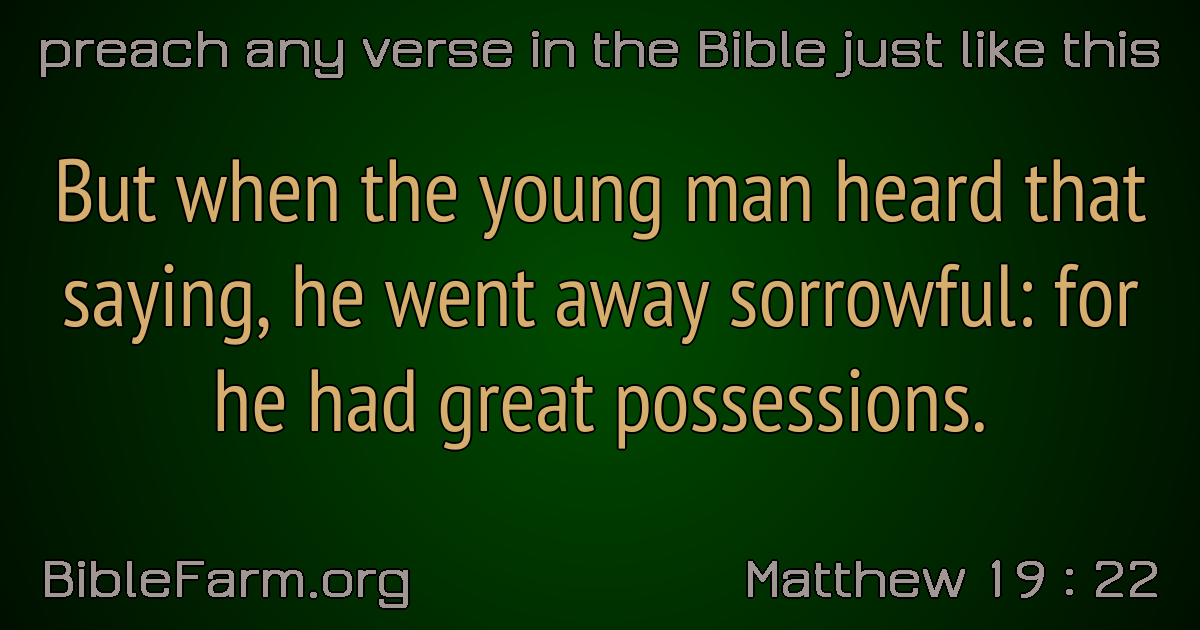 preach any verse in the Bible just like this
But when the young man heard that
saying, he went away sorrowful: for
he had great possessions.
BibleFarm.org
Matthew 19 : 22